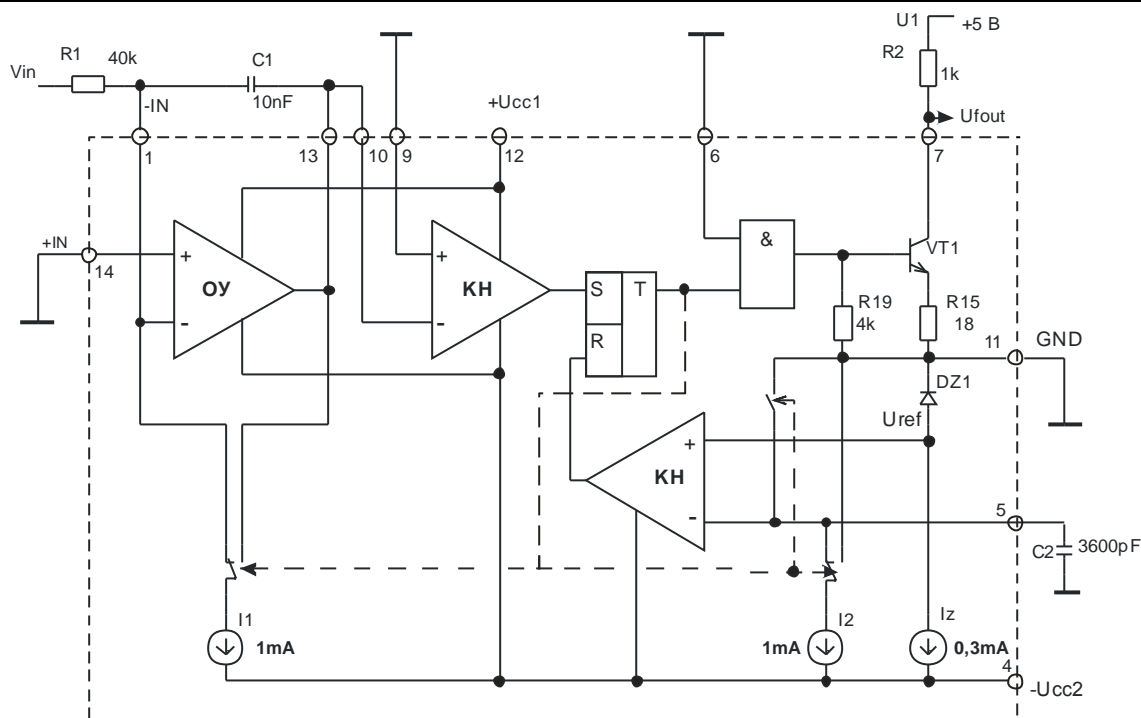 U1
+5 В
R1
40k
C1
R2
1k
Vin
10nF
-IN
+Ucc1
Ufout
1
13
10
9
12
6
7
+IN
14
+
ОУ
-
+
КН
-
S
T
R
&
VT1
R19
4k
R15
18
11
GND
DZ1
Uref
+
КН
-
5
C2
3600pF
I1
1mA
I2
1mA
Iz
0,3mA
4
-Ucc2